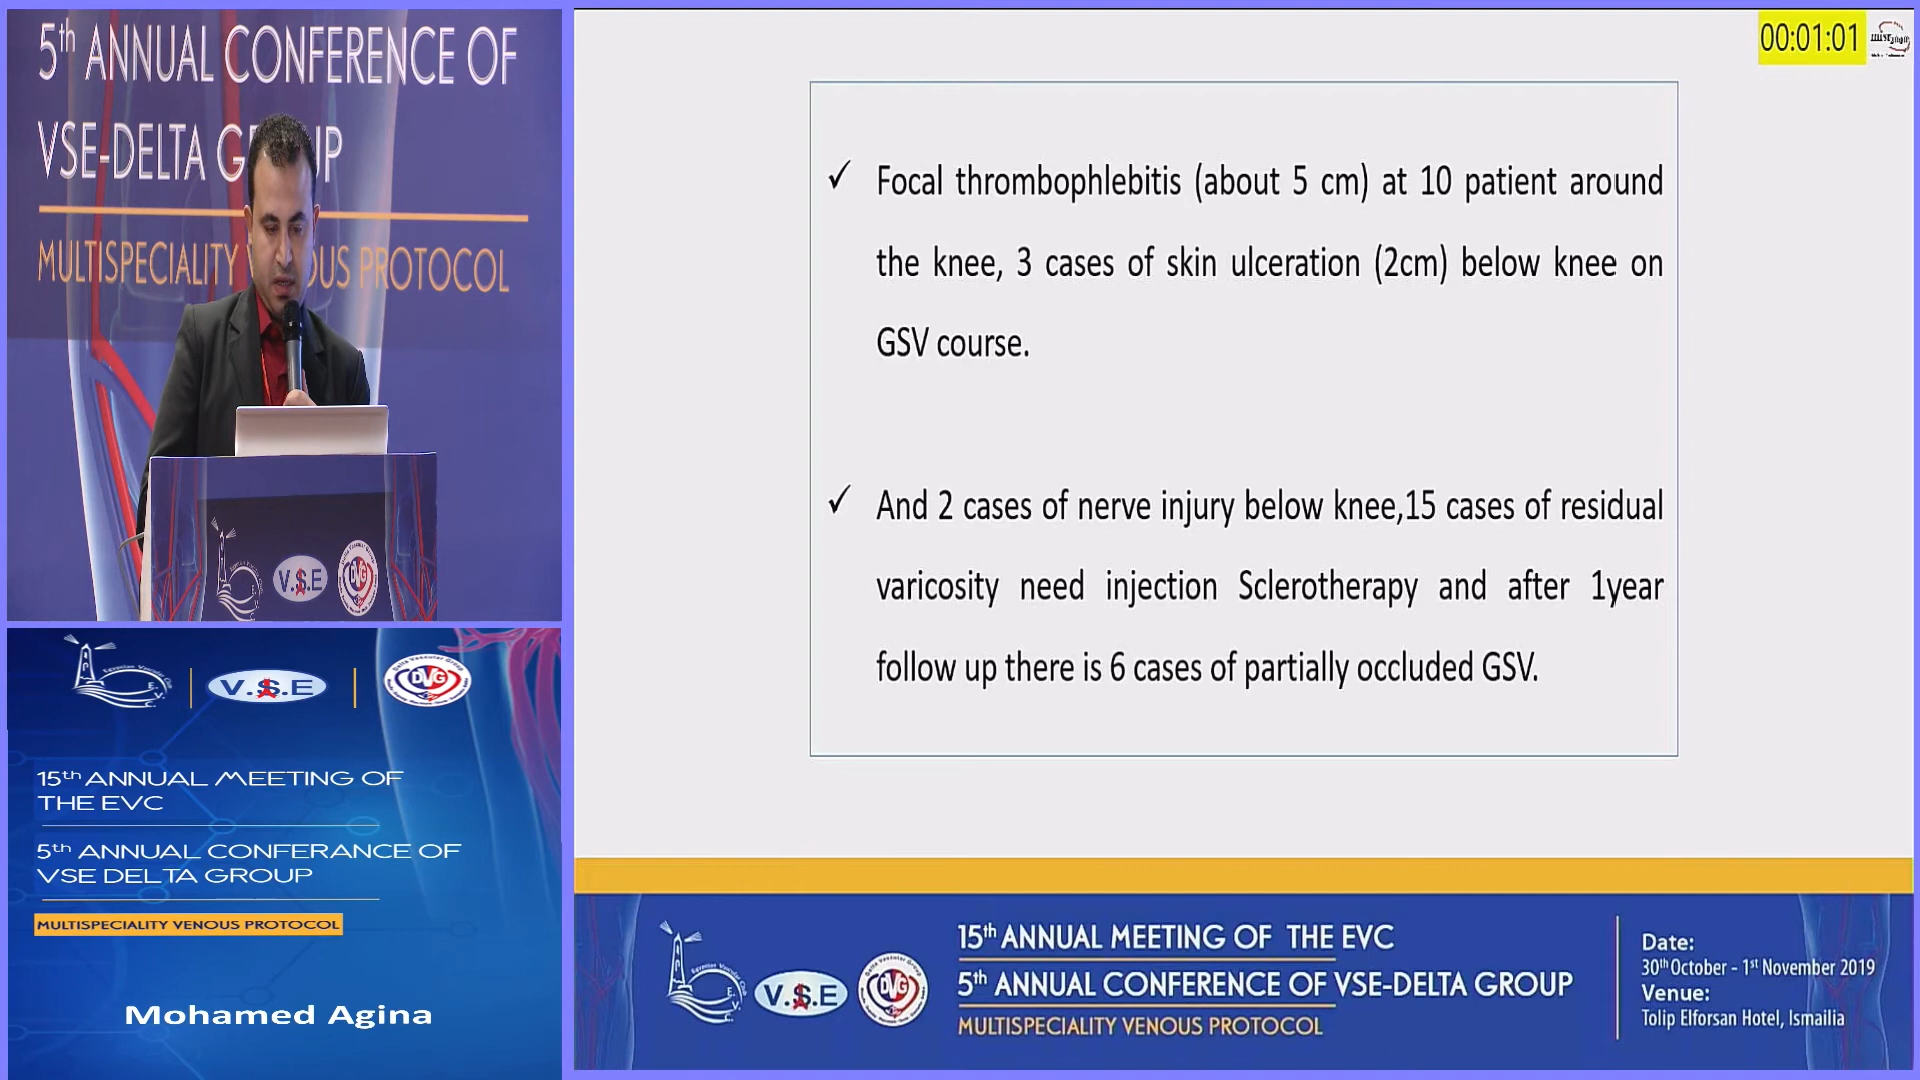 5th ANNUAL CONFERENCE OF
VSE-DELTA G P
MULTISPECIALITY V OUS PROTOCOL
V.S.E
DVG
V.S.E
DVG
15th ANNUAL MEETING OF
THE EVC
5th ANNUAL CONFERANCE OF
VSE DELTA GROUP
MULTISPECIALITY VENOUS PROTOCOL
Mohamed Agina
00:01:01
✓ Focal thrombophlebitis (about 5 cm) at 10 patient around
the knee, 3 cases of skin ulceration (2cm) below knee on
GSV course.
✓ And 2 cases of nerve injury below knee,15 cases of residual
varicosity need injection Sclerotherapy and after 1year
follow up there is 6 cases of partially occluded GSV.
V.S.E
DVG
15th ANNUAL MEETING OF THE EVC
5th ANNUAL CONFERENCE OF VSE-DELTA GROUP
MULTISPECIALITY VENOUS PROTOCOL
Date:
30th October - 1st November 2019
Venue:
Tolip Elforsan Hotel, Ismailia